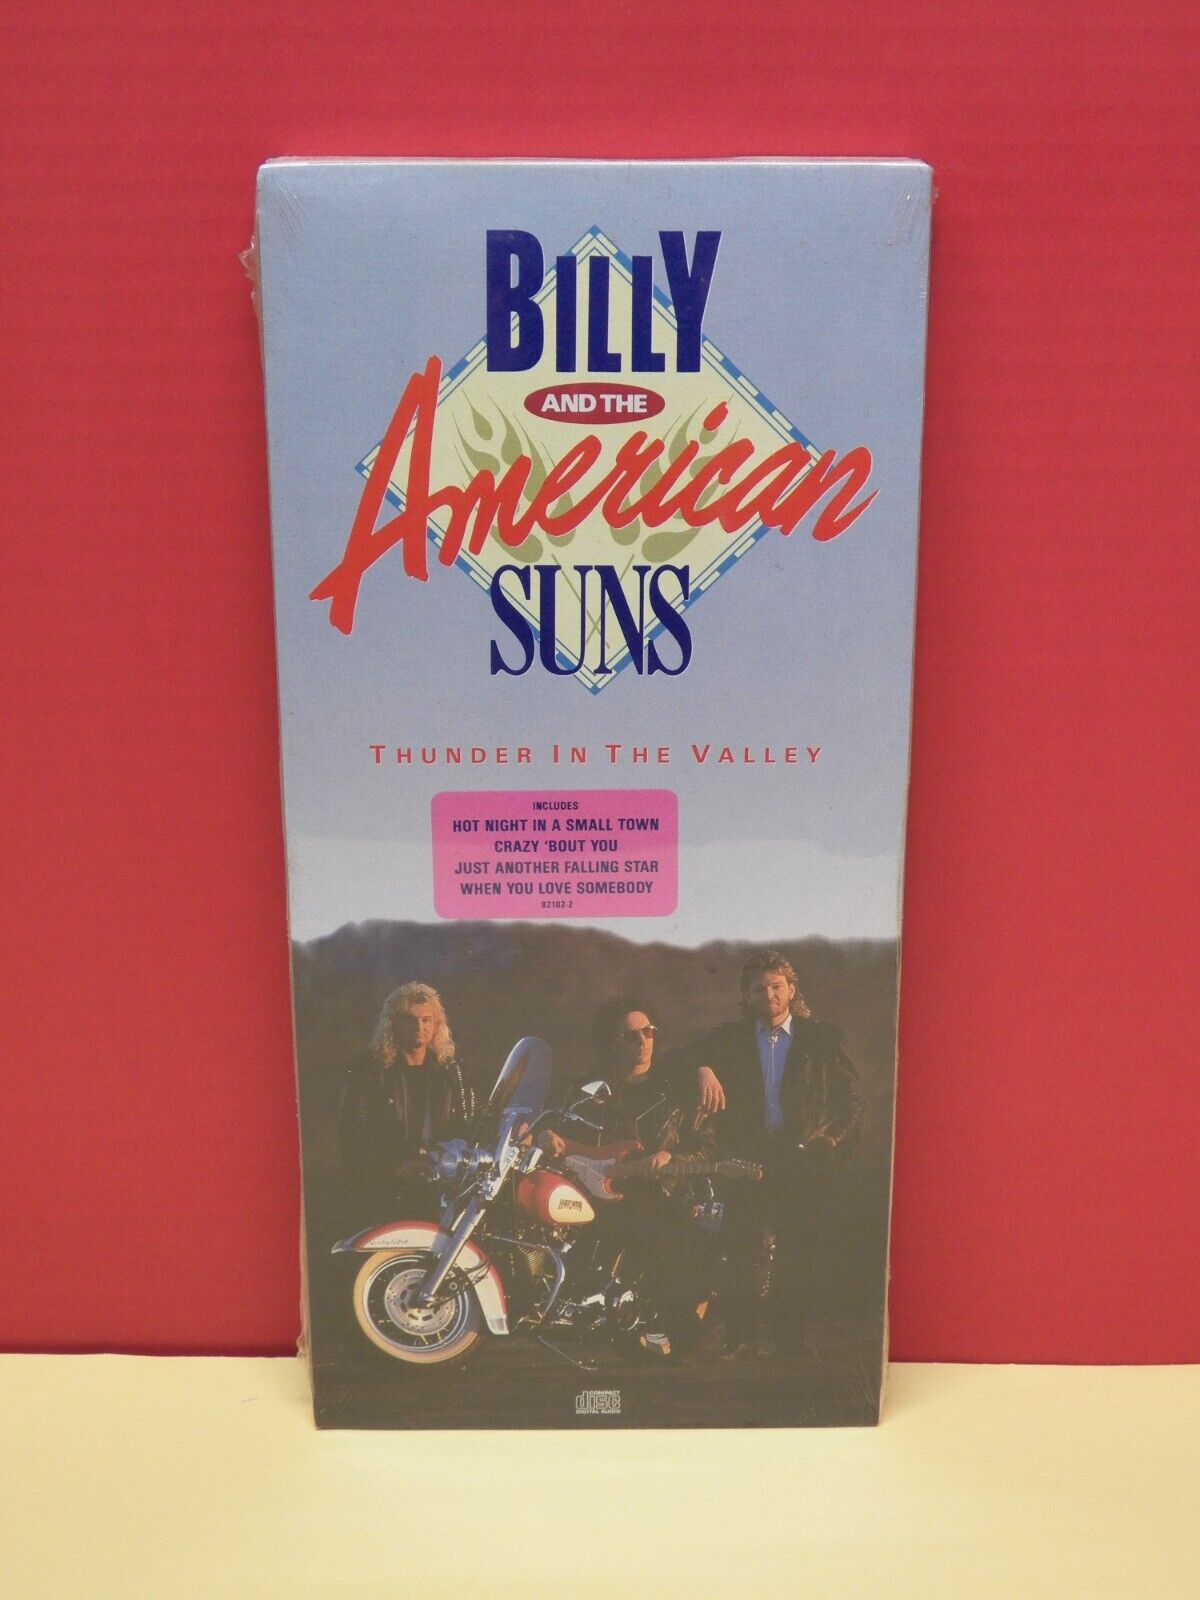 BILLY
AND THE
American
SUNS
THUNDER IN THE VALLEY
INCLUDES
HOT NIGHT IN A SMALL TOWN
CRAZY 'BOUT YOU
JUST ANOTHER FALLING STAR
WHEN YOU LOVE SOMEBODY
82102-2
COMPACT
disc
DIGITAL AUDIO